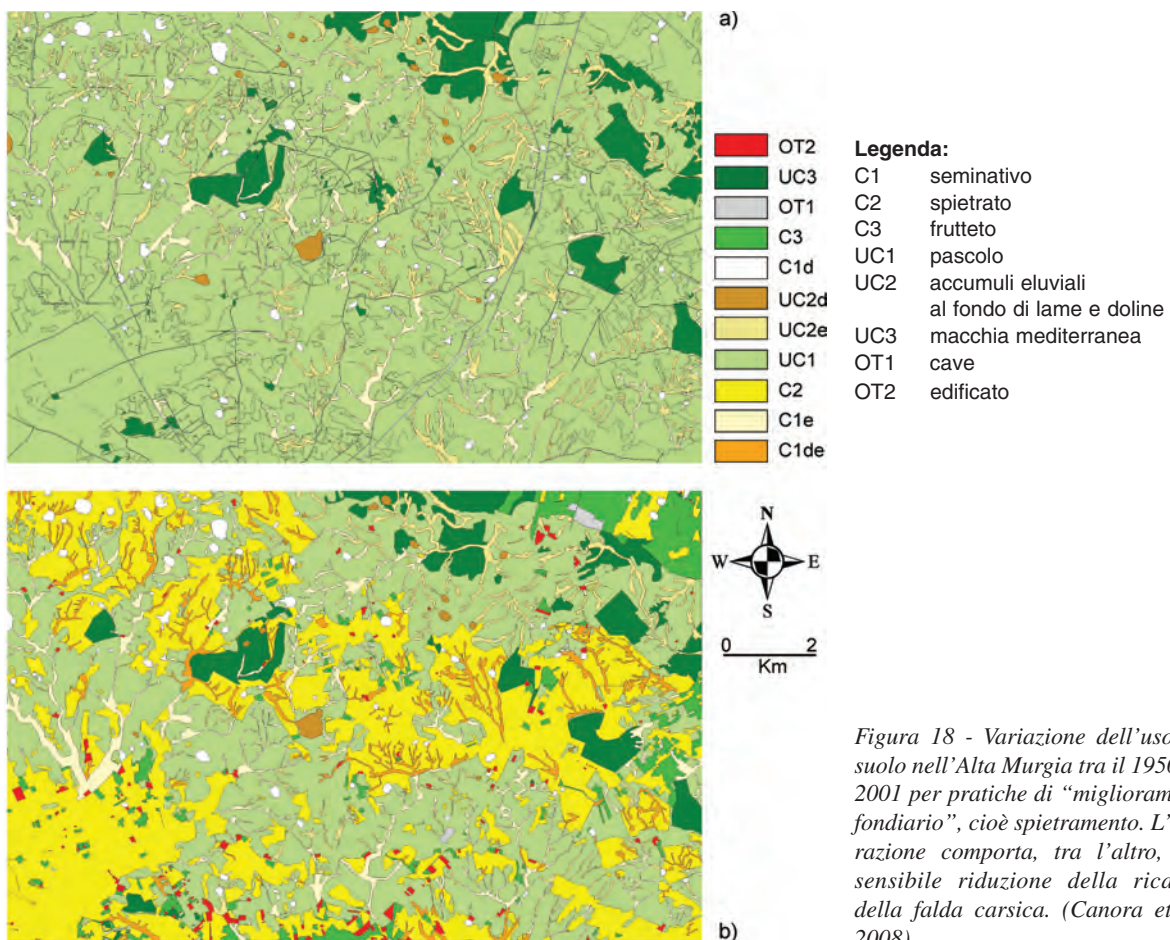 a)
OT2
UC3
OT1
C3
C1d
UC2d
UC2e
UC1
C2
C1e
C1de
Legenda:
C1 seminativo
C2 spietrato
C3 frutteto
UC1 pascolo
UC2 accumuli eluviali
al fondo di lame e doline
UC3 macchia mediterranea
OT1 cave
OT2 edificato
N
W E
S
0 2
Km
b)
Figura 18 - Variazione dell'uso
suolo nell'Alta Murgia tra il 1950
2001 per pratiche di "miglioram
fondiario", cioè spietramento. L'
razione comporta, tra l'altro,
sensibile riduzione della rica
della falda carsica. (Canora et
2008)